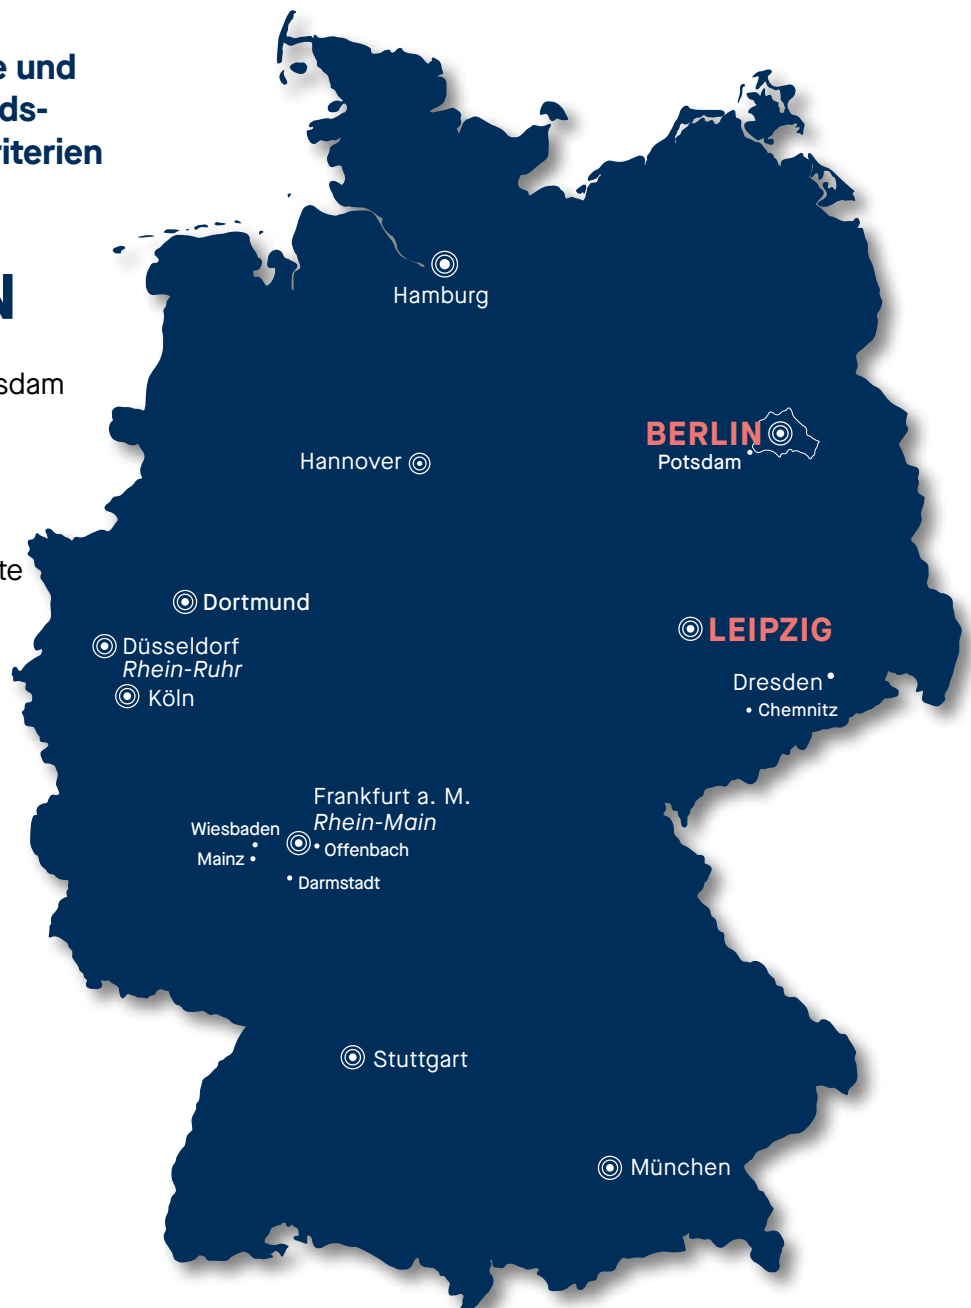 e und
ds-
riterien
N
sdam
te
Hamburg
BERLIN
Potsdam
Hannover
Dortmund
Düsseldorf
Rhein-Ruhr
Köln
LEIPZIG
Dresden
Chemnitz
Frankfurt a. M.
Rhein-Main
Wiesbaden
Offenbach
Mainz
Darmstadt
Stuttgart
München